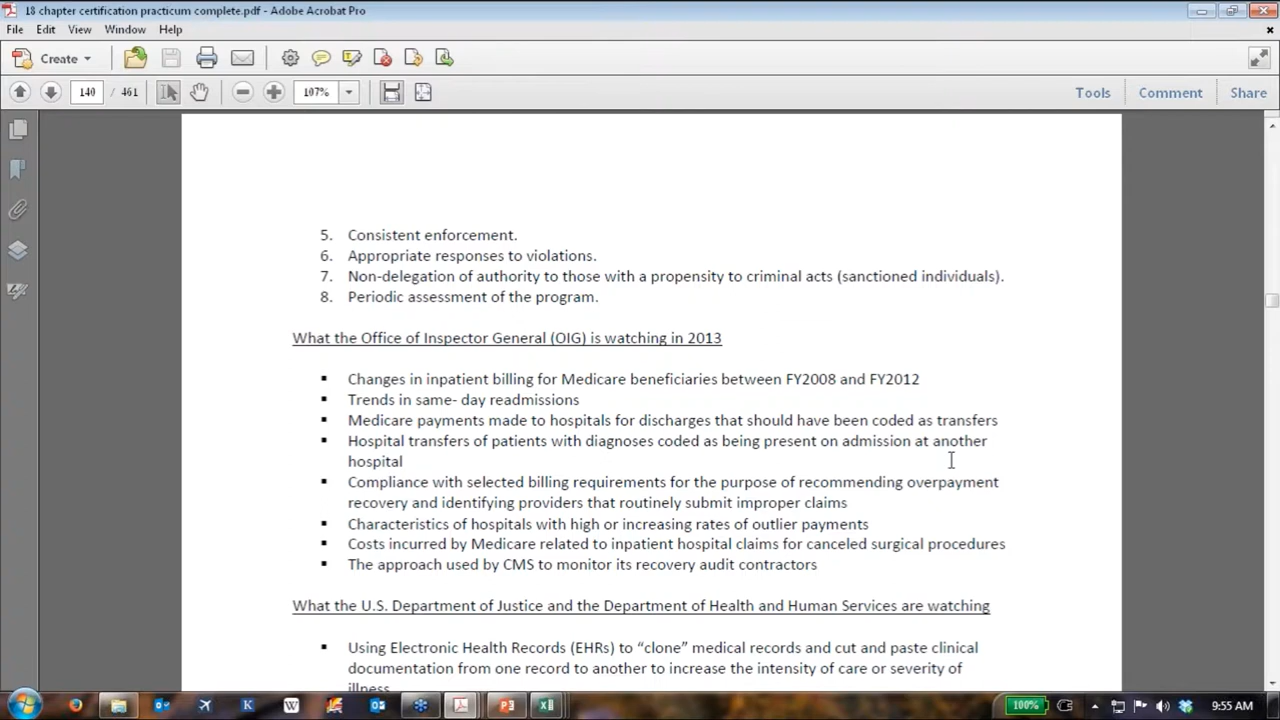 18 chapter certification practicum complete.pdf - Adobe Acrobat Pro
File Edit View Window Help
Create
140 / 461 107% Tools Comment Share
5. Consistent enforcement.
6. Appropriate responses to violations.
7. Non-delegation of authority to those with a propensity to criminal acts (sanctioned individuals).
8. Periodic assessment of the program.
What the Office of Inspector General (OIG) is watching in 2013
▪ Changes in inpatient billing for Medicare beneficiaries between FY2008 and FY2012
▪ Trends in same- day readmissions
▪ Medicare payments made to hospitals for discharges that should have been coded as transfers
▪ Hospital transfers of patients with diagnoses coded as being present on admission at another
hospital
▪ Compliance with selected billing requirements for the purpose of recommending overpayment
recovery and identifying providers that routinely submit improper claims
▪ Characteristics of hospitals with high or increasing rates of outlier payments
▪ Costs incurred by Medicare related to inpatient hospital claims for canceled surgical procedures
▪ The approach used by CMS to monitor its recovery audit contractors
What the U.S. Department of Justice and the Department of Health and Human Services are watching
▪ Using Electronic Health Records (EHRs) to “clone” medical records and cut and paste clinical
documentation from one record to another to increase the intensity of care or severity of
illness
100% 9:55 AM